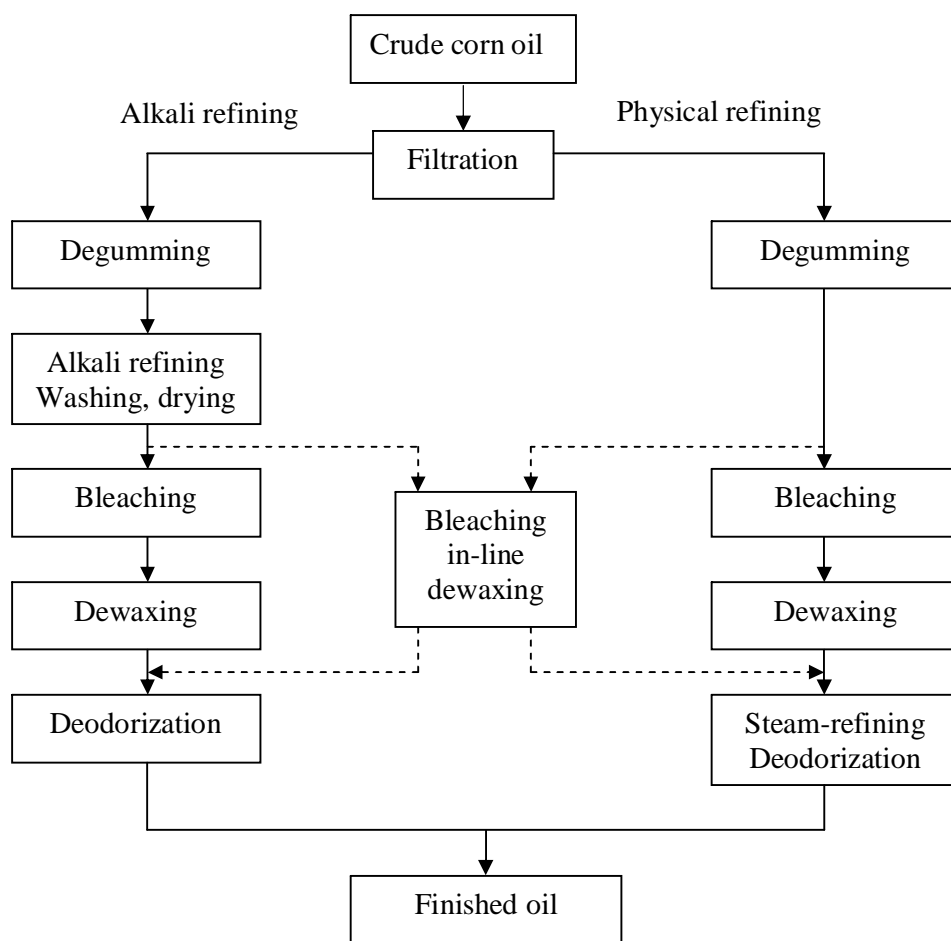 Crude corn oil
Alkali refining
Physical refining
Filtration
Degumming
Degumming
Alkali refining
Washing, drying
Bleaching
Bleaching
in-line
dewaxing
Bleaching
Dewaxing
Dewaxing
Deodorization
Steam-refining
Deodorization
Finished oil